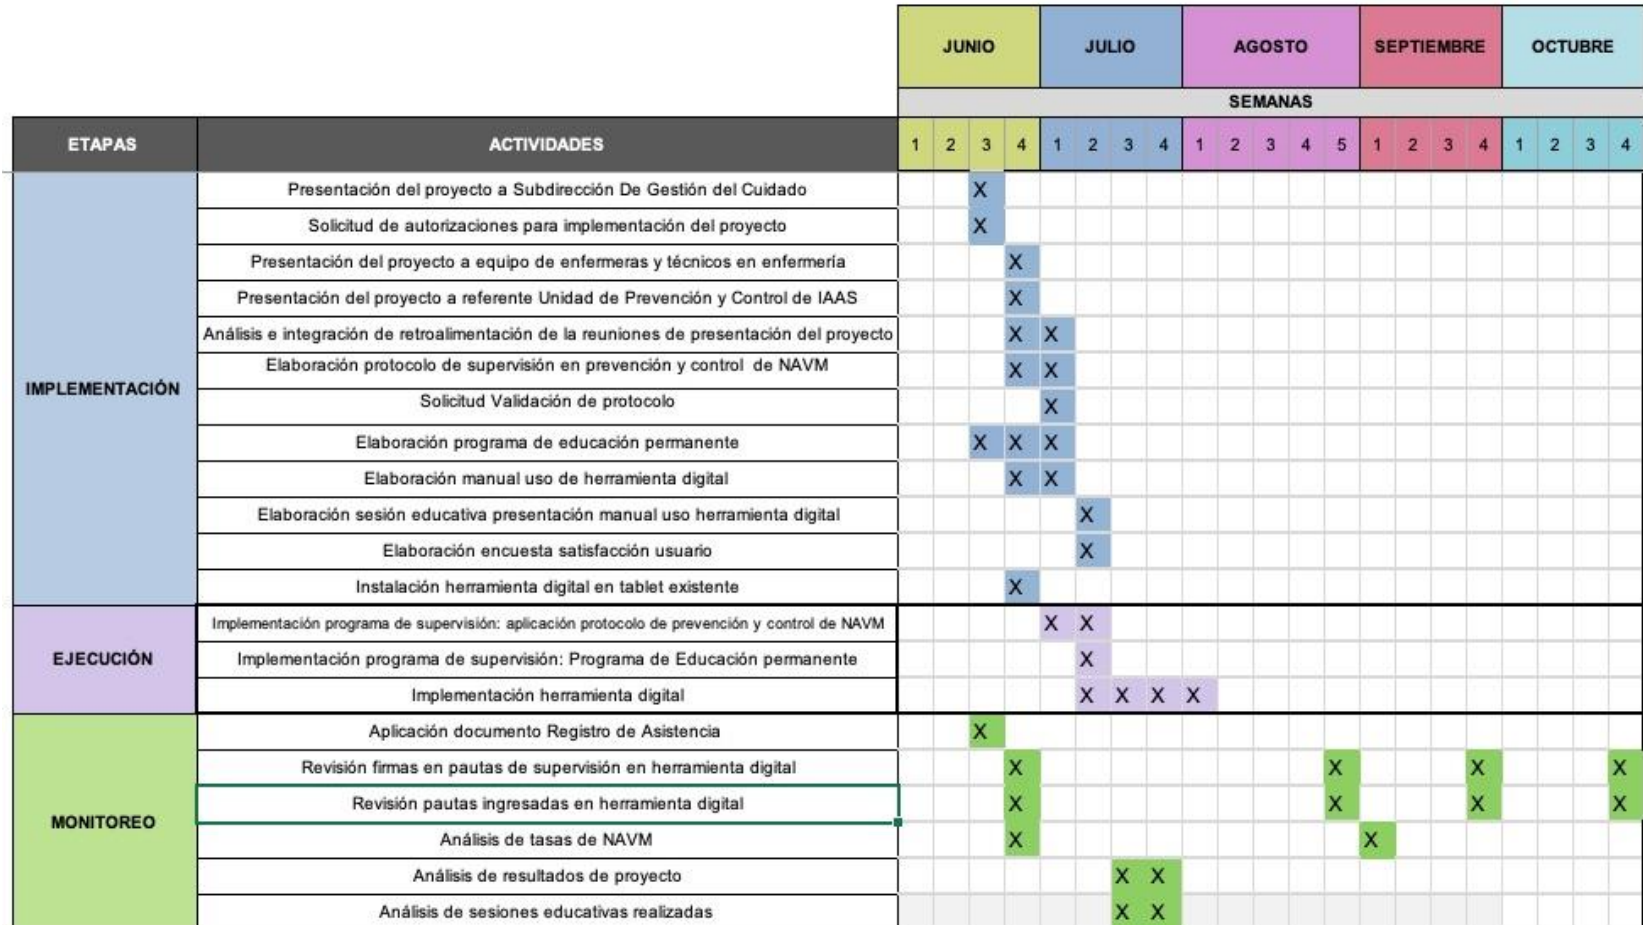 JUNIO JULIO AGOSTO SEPTIEMBRE OCTUBRE
SEMANAS
ETAPAS ACTIVIDADES 1 2 3 4 1 2 3 4 1 2 3 4 5 1 2 3 4 1 2 3 4
IMPLEMENTACIÓN
Presentación del proyecto a Subdirección De Gestión del Cuidado X
Solicitud de autorizaciones para implementación del proyecto X
Presentación del proyecto a equipo de enfermeras y técnicos en enfermería X
Presentación del proyecto a referente Unidad de Prevención y Control de IAAS X
Análisis e integración de retroalimentación de la reuniones de presentación del proyecto X X
Elaboración protocolo de supervisión en prevención y control de NAVM X X
Solicitud Validación de protocolo X
Elaboración programa de educación permanente X X X
Elaboración manual uso de herramienta digital X X
Elaboración sesión educativa presentación manual uso herramienta digital X
Elaboración encuesta satisfacción usuario X
Instalación herramienta digital en tablet existente X
EJECUCIÓN
Implementación programa de supervisión: aplicación protocolo de prevención y control de NAVM X X
Implementación programa de supervisión: Programa de Educación permanente X
Implementación herramienta digital X X X X
MONITOREO
Aplicación documento Registro de Asistencia X
Revisión firmas en pautas de supervisión en herramienta digital X X X X
Revisión pautas ingresadas en herramienta digital X X X X
Análisis de tasas de NAVM X X
Análisis de resultados de proyecto X X
Análisis de sesiones educativas realizadas X X